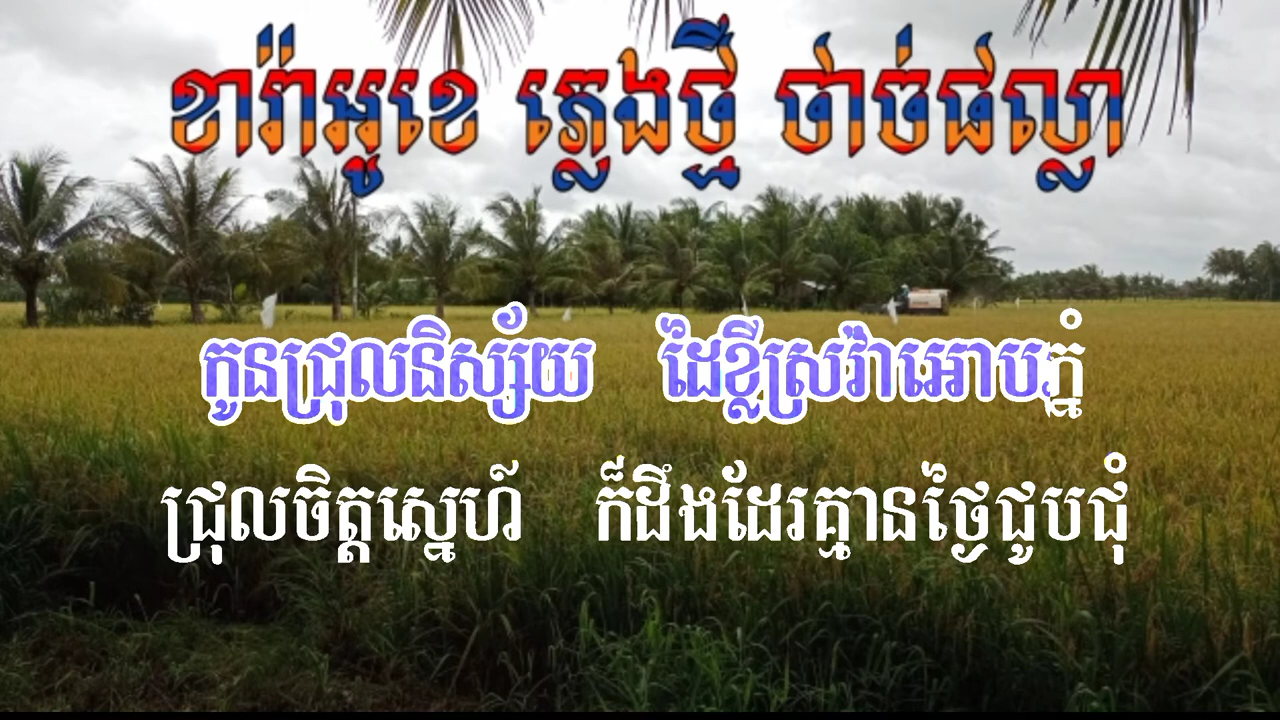 ខារ៉ាអូខេ ភ្លេងថ្មី ថាច់ផល្លា
កូនជ្រុលនិស្ស័យ ដៃខ្លីស្រវ៉ាអោបភ្នំ
ជ្រុលចិត្តស្នេហ៍ ក៏ដឹងដែរគ្មានថ្ងៃជូបជុំ